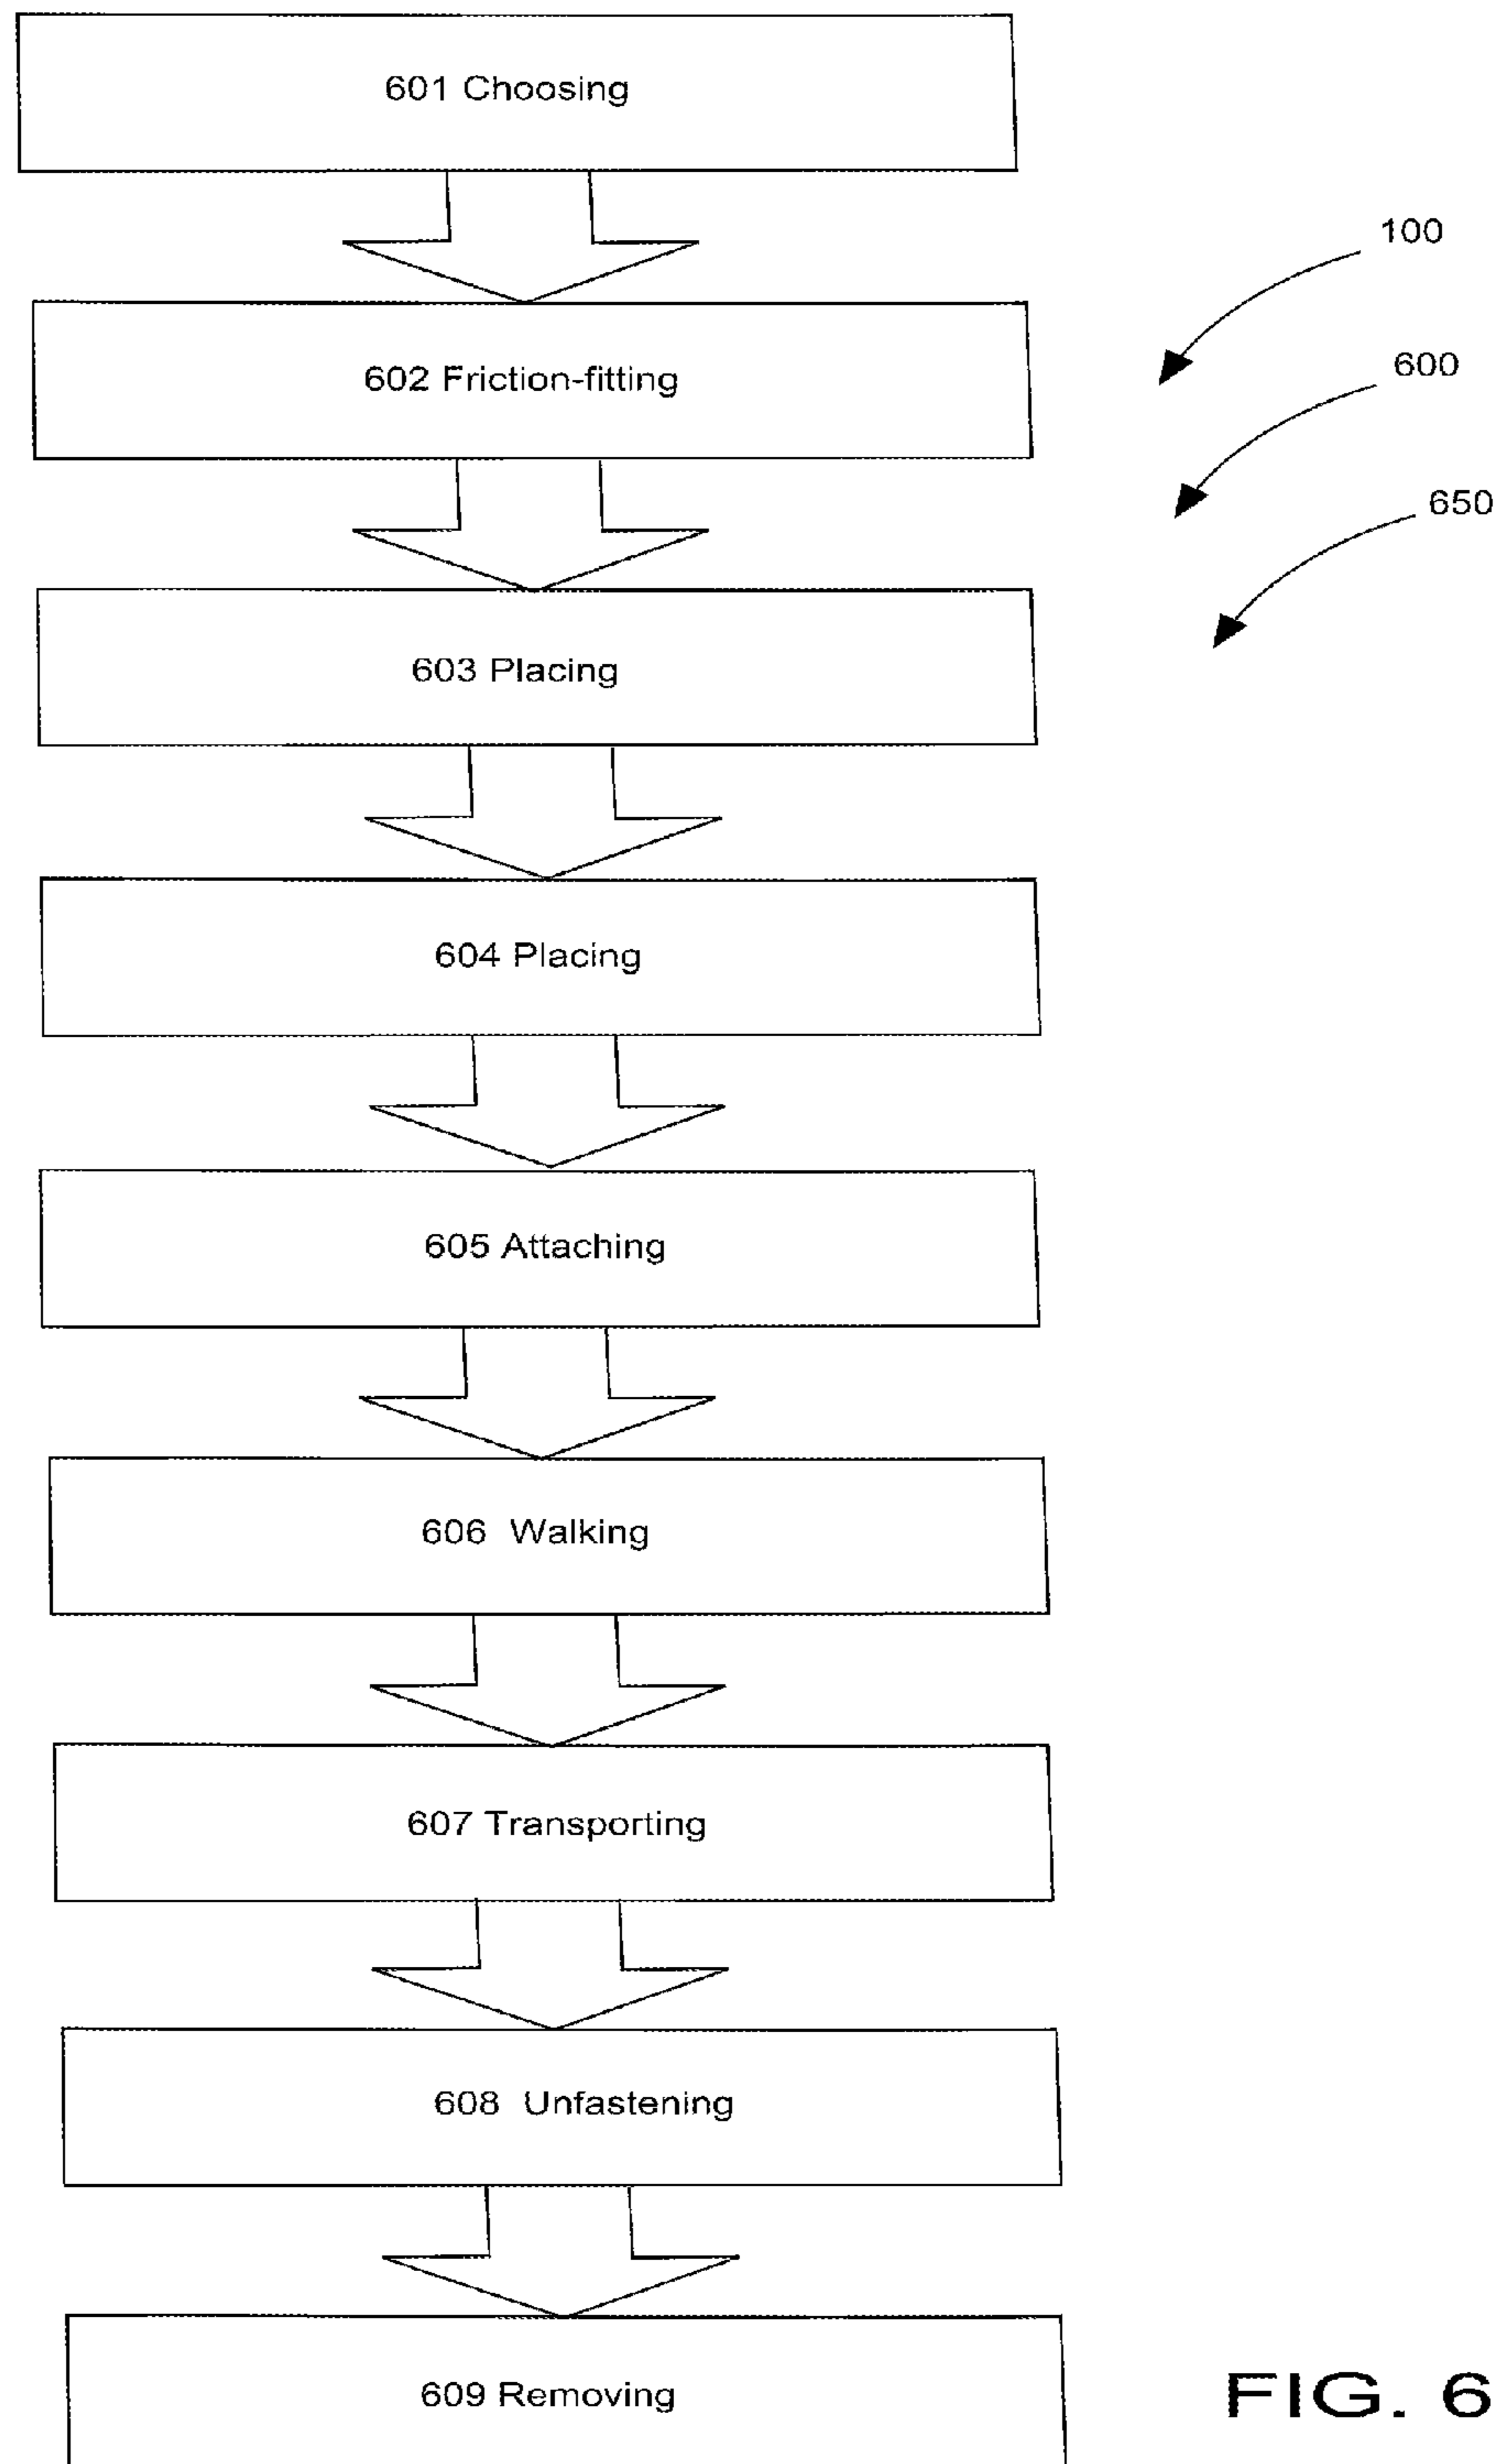 601 Choosing
100
602 Friction-fitting
600
650
603 Placing
604 Placing
605 Attaching
606 Walking
607 Transporting
608 Unfastening
609 Removing
FIG. 6